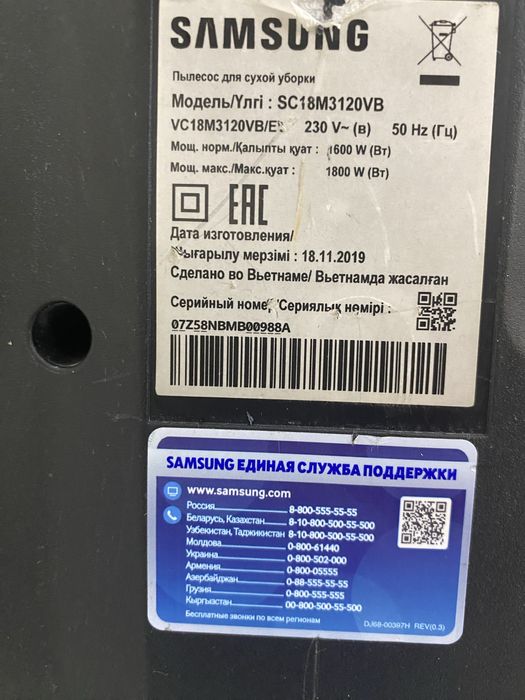 SAMSUNG
Пылесос для сухой уборки
Модель/Үлгі : SC18M3120VB
VC18M3120VB/E 230 V~ (в) 50 Hz (Гц)
Мощ. норм./Қалыпты қуат : 1600 W (Вт)
Мощ. макс./Макс.қуат : 1800 W (Вт)
EAC
Дата изготовления/
Шығарылу мерзімі : 18.11.2019
Сделано во Вьетнаме/ Вьетнамда жасалған
Серийный номер/Сериялық нөмірі :
07Z58NBMB00988A
SAMSUNG ЕДИНАЯ СЛУЖБА ПОДДЕРЖКИ
www.samsung.com
Россия 8-800-555-55-55
Беларусь, Казахстан 8-10-800-500-55-500
Узбекистан, Таджикистан 8-10-800-500-55-500
Молдова 0-800-61440
Украина 0-800-502-000
Армения 0-800-05555
Азербайджан 0-88-555-55-55
Грузия 0-800-555-555
Кыргызстан 00-800-500-55-500
Бесплатные звонки по всем регионам
DJ68-00397H REV(0.3)